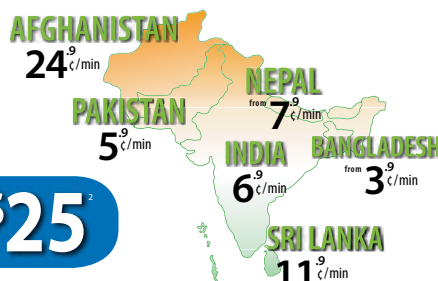 AFGHANISTAN
24.9 ¢/min
NEPAL
from 7.9 ¢/min
PAKISTAN
5.9 ¢/min
INDIA
6.9 ¢/min
BANGLADESH
from 3.9 ¢/min
$25 2
SRI LANKA
11.9 ¢/min